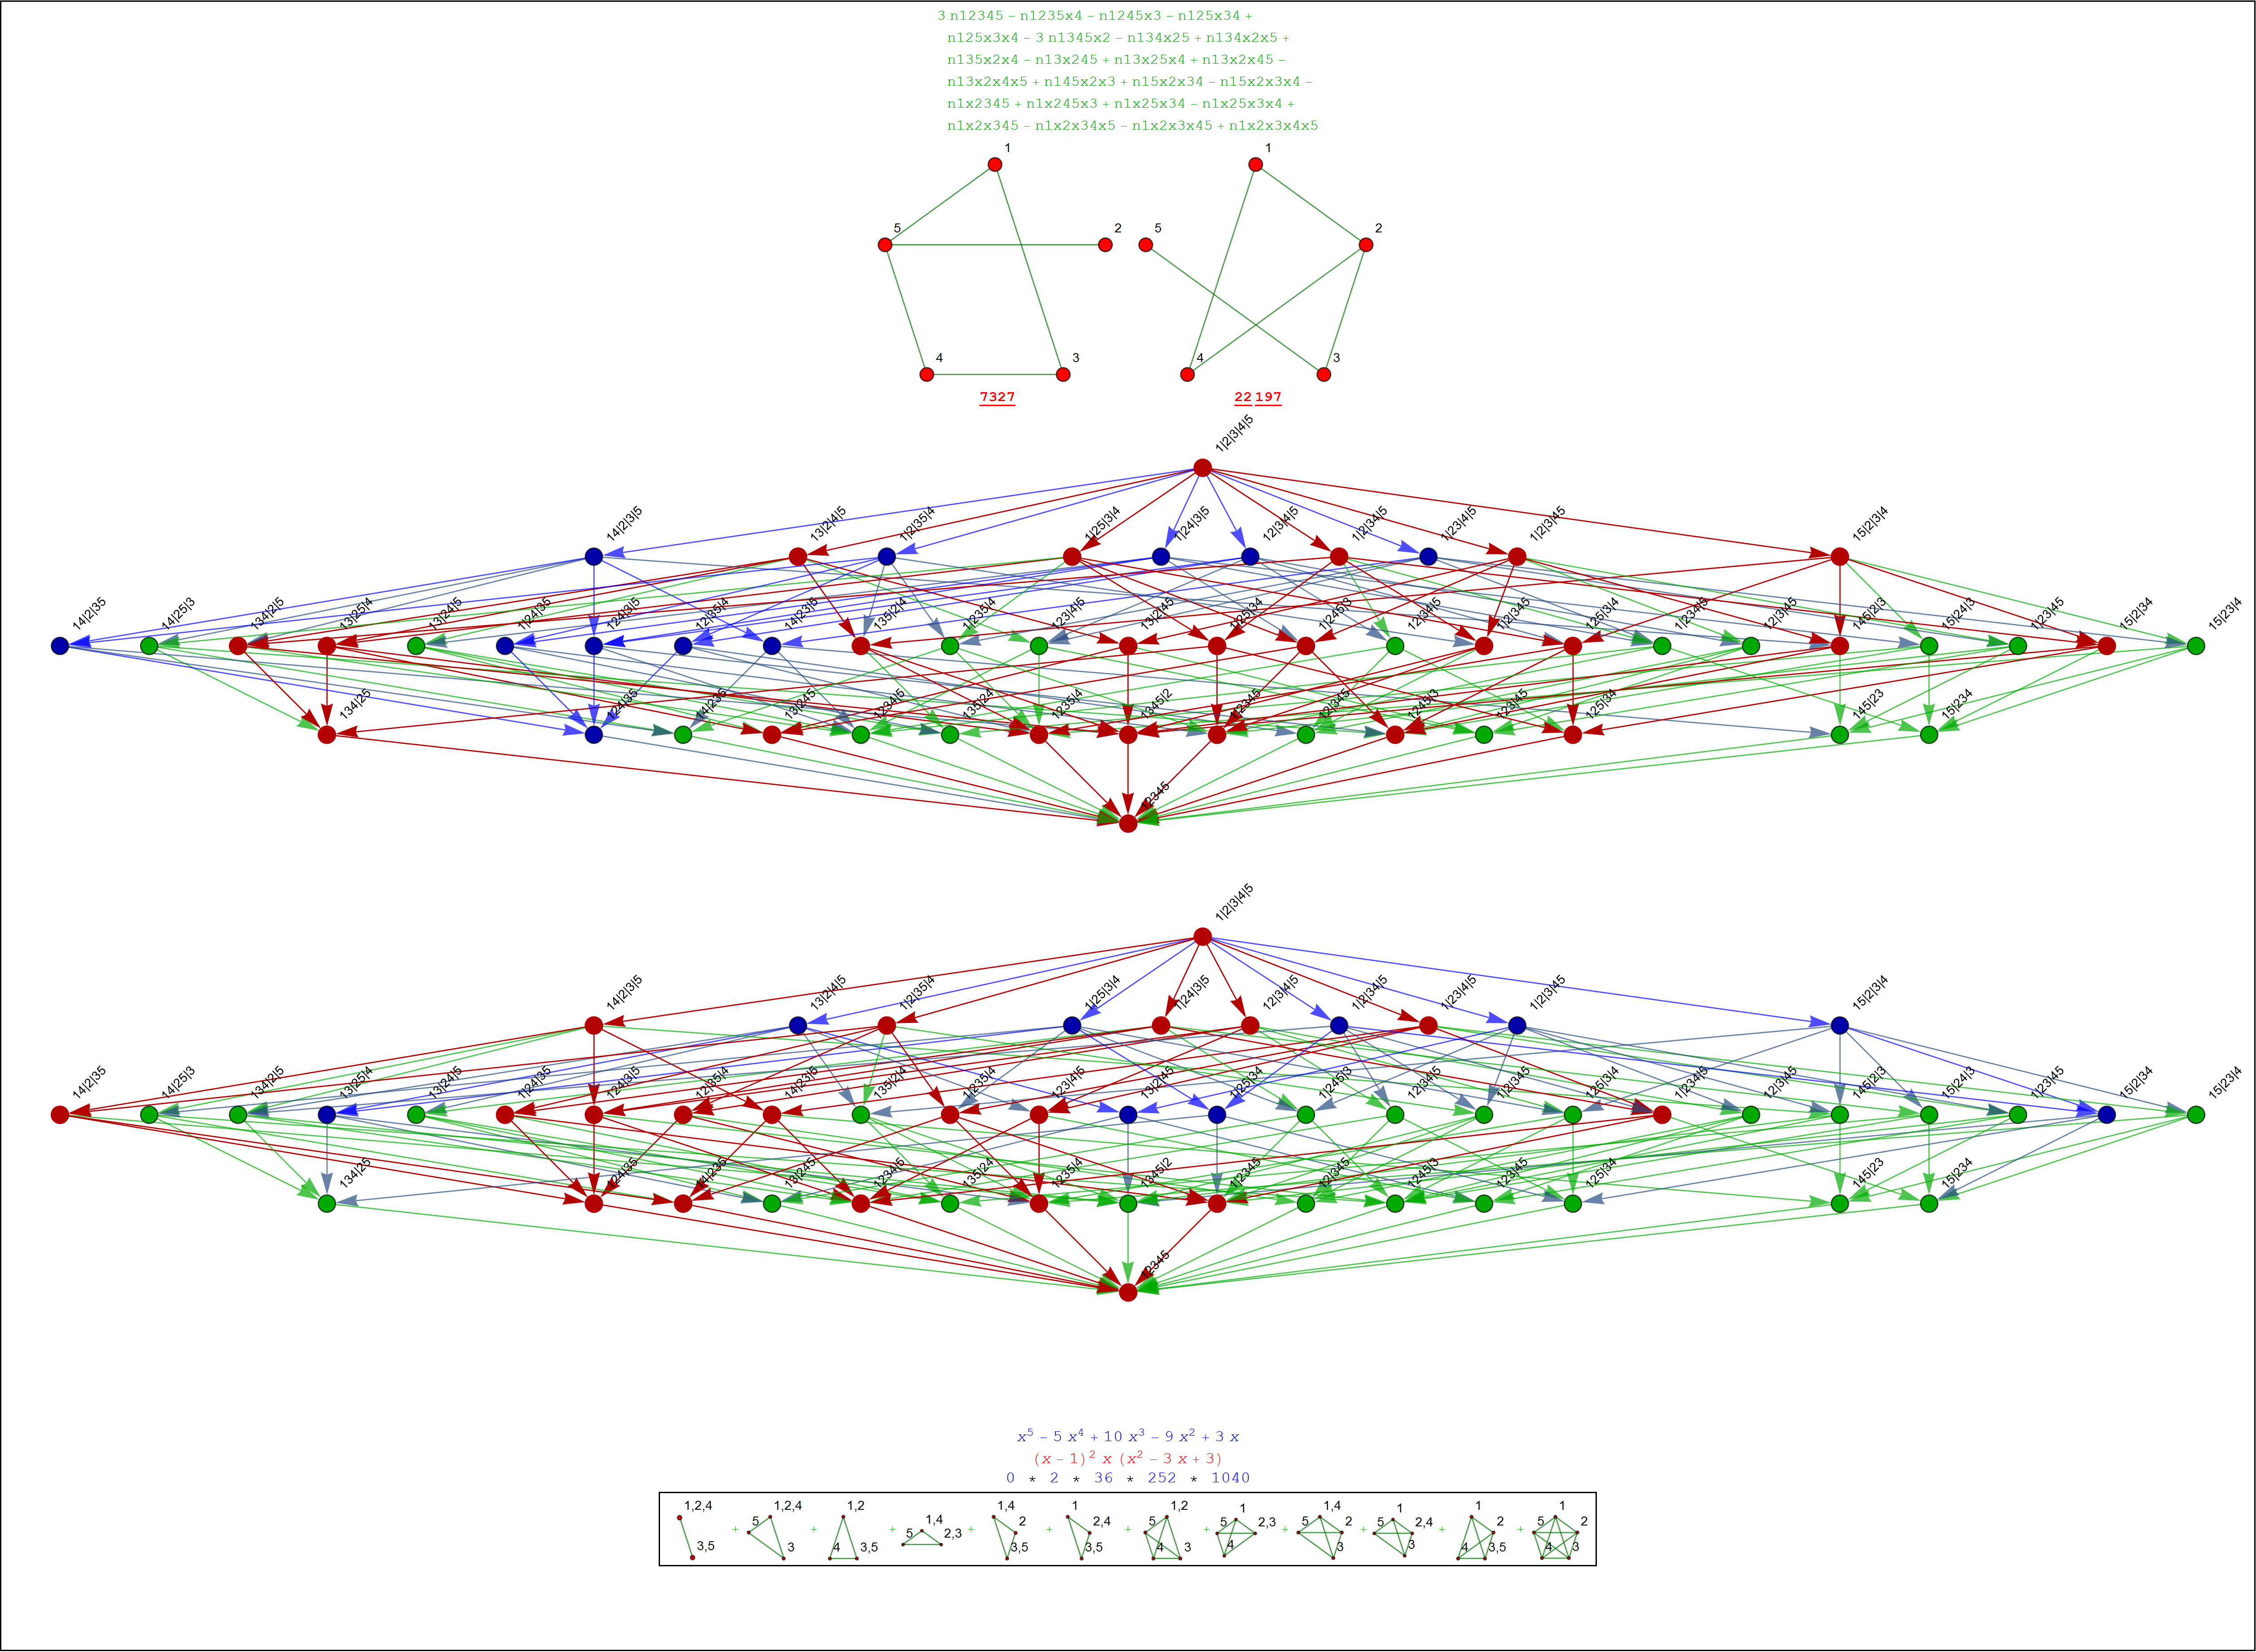 3 n12345 – n1235x4 – n1245x3 – n125x34 +
n125x3x4 – 3 n1345x2 – n134x25 + n134x2x5 +
n135x2x4 – n13x245 + n13x25x4 + n13x2x45 –
n13x2x4x5 + n145x2x3 + n15x2x34 – n15x2x3x4 –
n1x2345 + n1x245x3 + n1x25x34 – n1x25x3x4 +
n1x2x345 – n1x2x34x5 – n1x2x3x45 + n1x2x3x4x5
1 1
5 2 5 2
4 3 4 3
7327 22 197
1|2|3|4|5
14|2|3|5 13|2|4|5 1|2|35|4 1|25|3|4 1|24|3|5 12|3|4|5 1|2|34|5 1|23|4|5 1|2|3|45 15|2|3|4
14|2|35 14|25|3 134|2|5 13|25|4 13|24|5 1|24|35 124|3|5 12|35|4 14|23|5 135|2|4 1|235|4 123|4|5 13|2|45 1|25|34 1|245|3 12|34|5 1|2|345 125|3|4 1|234|5 12|3|45 145|2|3 15|24|3 1|23|45 15|2|34 15|23|4
134|25 124|35 14|235 13|245 1234|5 135|24 1235|4 1345|2 1|2345 12|345 1245|3 123|45 125|34 145|23 15|234
12345
1|2|3|4|5
14|2|3|5 13|2|4|5 1|2|35|4 1|25|3|4 1|24|3|5 12|3|4|5 1|2|34|5 1|23|4|5 1|2|3|45 15|2|3|4
14|2|35 14|25|3 134|2|5 13|25|4 13|24|5 1|24|35 124|3|5 12|35|4 14|23|5 135|2|4 1|235|4 123|4|5 13|2|45 1|25|34 1|245|3 12|34|5 1|2|345 125|3|4 1|234|5 12|3|45 145|2|3 15|24|3 1|23|45 15|2|34 15|23|4
134|25 124|35 14|235 13|245 1234|5 135|24 1235|4 1345|2 1|2345 12|345 1245|3 123|45 125|34 145|23 15|234
12345
x⁵ – 5 x⁴ + 10 x³ – 9 x² + 3 x
(x – 1)² x (x² – 3 x + 3)
0 * 2 * 36 * 252 * 1040
1,2,4 3,5 + 1,2,4 5 3 + 1,2 4 3,5 + 1,4 5 2,3 + 1,4 2 3,5 + 1 2,4 3,5 + 1,2 5 4 3 + 1 5 2,3 4 + 1,4 5 2 3 + 1 5 2,4 3 + 1 2 4 3,5 + 1 5 2 4 3